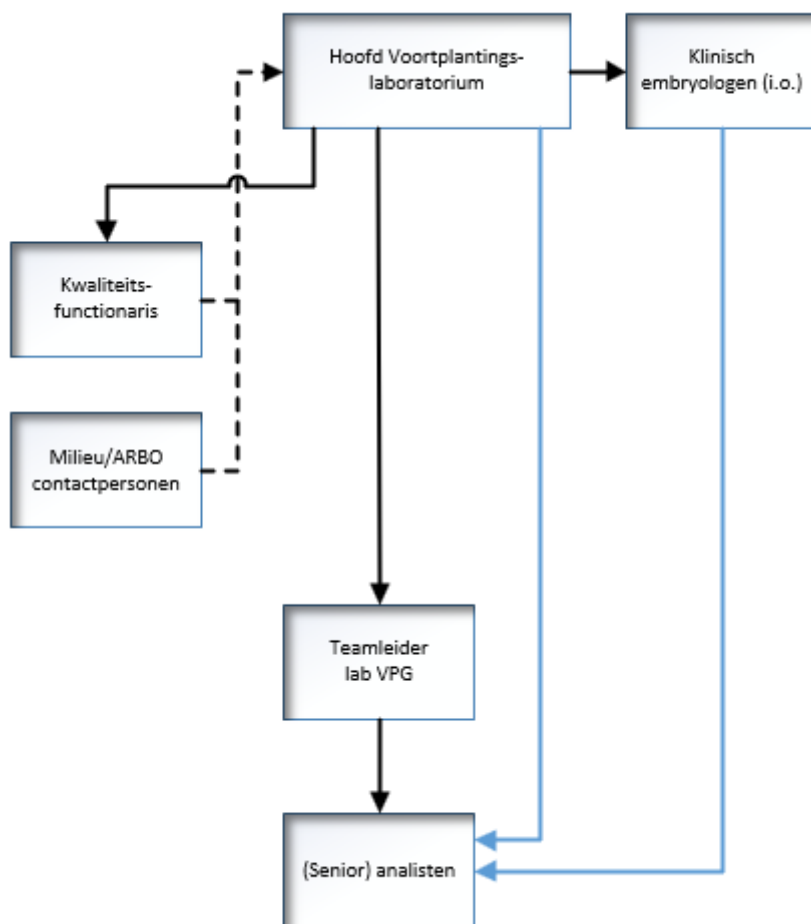 Hoofd Voortplantings-
laboratorium
Klinisch
embryologen (i.o.)
Kwaliteits-
functionaris
Milieu/ARBO
contactpersonen
Teamleider
lab VPG
(Senior) analisten